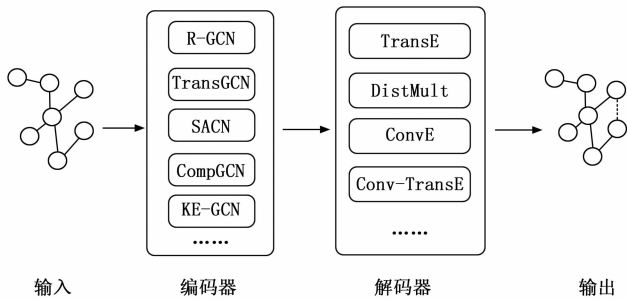 R-GCN
TransGCN
SACN
CompGCN
KE-GCN
……
TransE
DistMult
ConvE
Conv-TransE
……
输入
编码器
解码器
输出